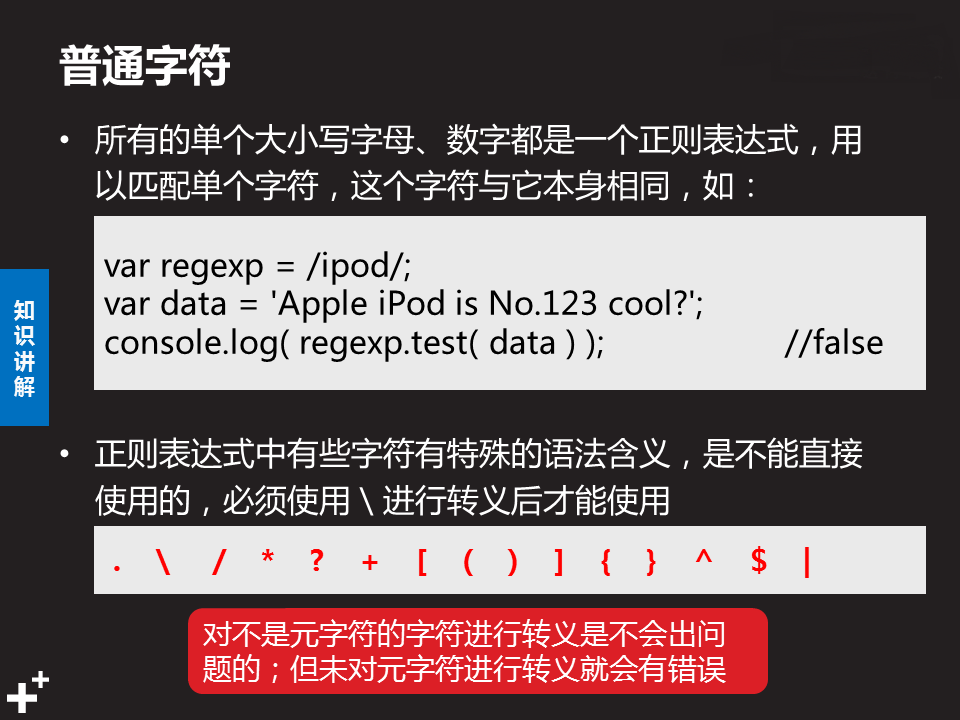 普通字符
• 所有的单个大小写字母、数字都是一个正则表达式，用
以匹配单个字符，这个字符与它本身相同，如：
var regexp = /ipod/;
var data = 'Apple iPod is No.123 cool?';
console.log( regexp.test( data ) ); //false
知识讲解
• 正则表达式中有些字符有特殊的语法含义，是不能直接
使用的，必须使用 \ 进行转义后才能使用
. \ / * ? + [ ( ) ] { } ^ $ |
对不是元字符的字符进行转义是不会出问
题的；但未对元字符进行转义就会有错误